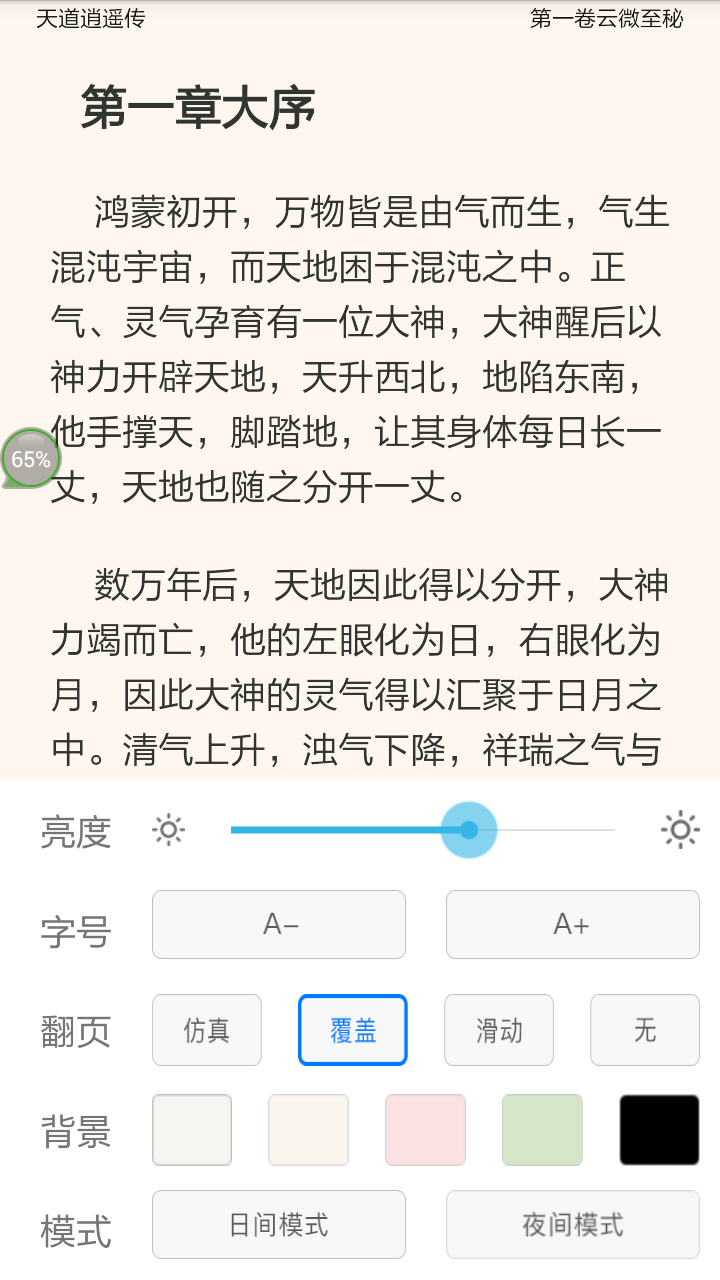 天道逍遥传
第一卷云微至秘
第一章大序
鸿蒙初开，万物皆是由气而生，气生
混沌宇宙，而天地困于混沌之中。正
气、灵气孕育有一位大神，大神醒后以
神力开辟天地，天升西北，地陷东南，
他手撑天，脚踏地，让其身体每日长一
65%
丈，天地也随之分开一丈。
数万年后，天地因此得以分开，大神
力竭而亡，他的左眼化为日，右眼化为
月，因此大神的灵气得以汇聚于日月之
中。清气上升，浊气下降，祥瑞之气与
亮度
字号 A− A+
翻页 仿真 覆盖 滑动 无
背景
模式 日间模式 夜间模式